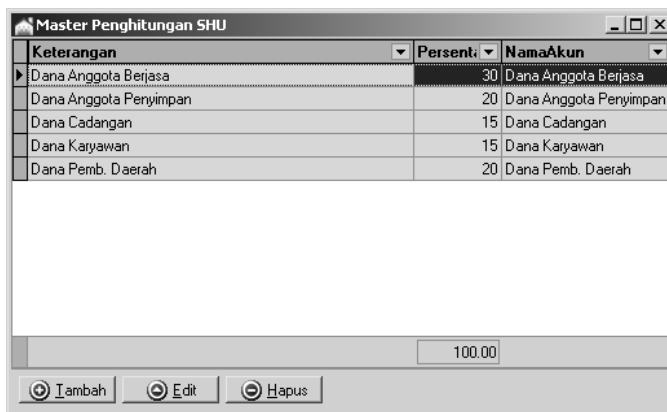 Master Penghitungan SHU
Keterangan Persenta NamaAkun
Dana Anggota Berjasa 30 Dana Anggota Berjasa
Dana Anggota Penyimpan 20 Dana Anggota Penyimpan
Dana Cadangan 15 Dana Cadangan
Dana Karyawan 15 Dana Karyawan
Dana Pemb. Daerah 20 Dana Pemb. Daerah
100.00
Tambah Edit Hapus